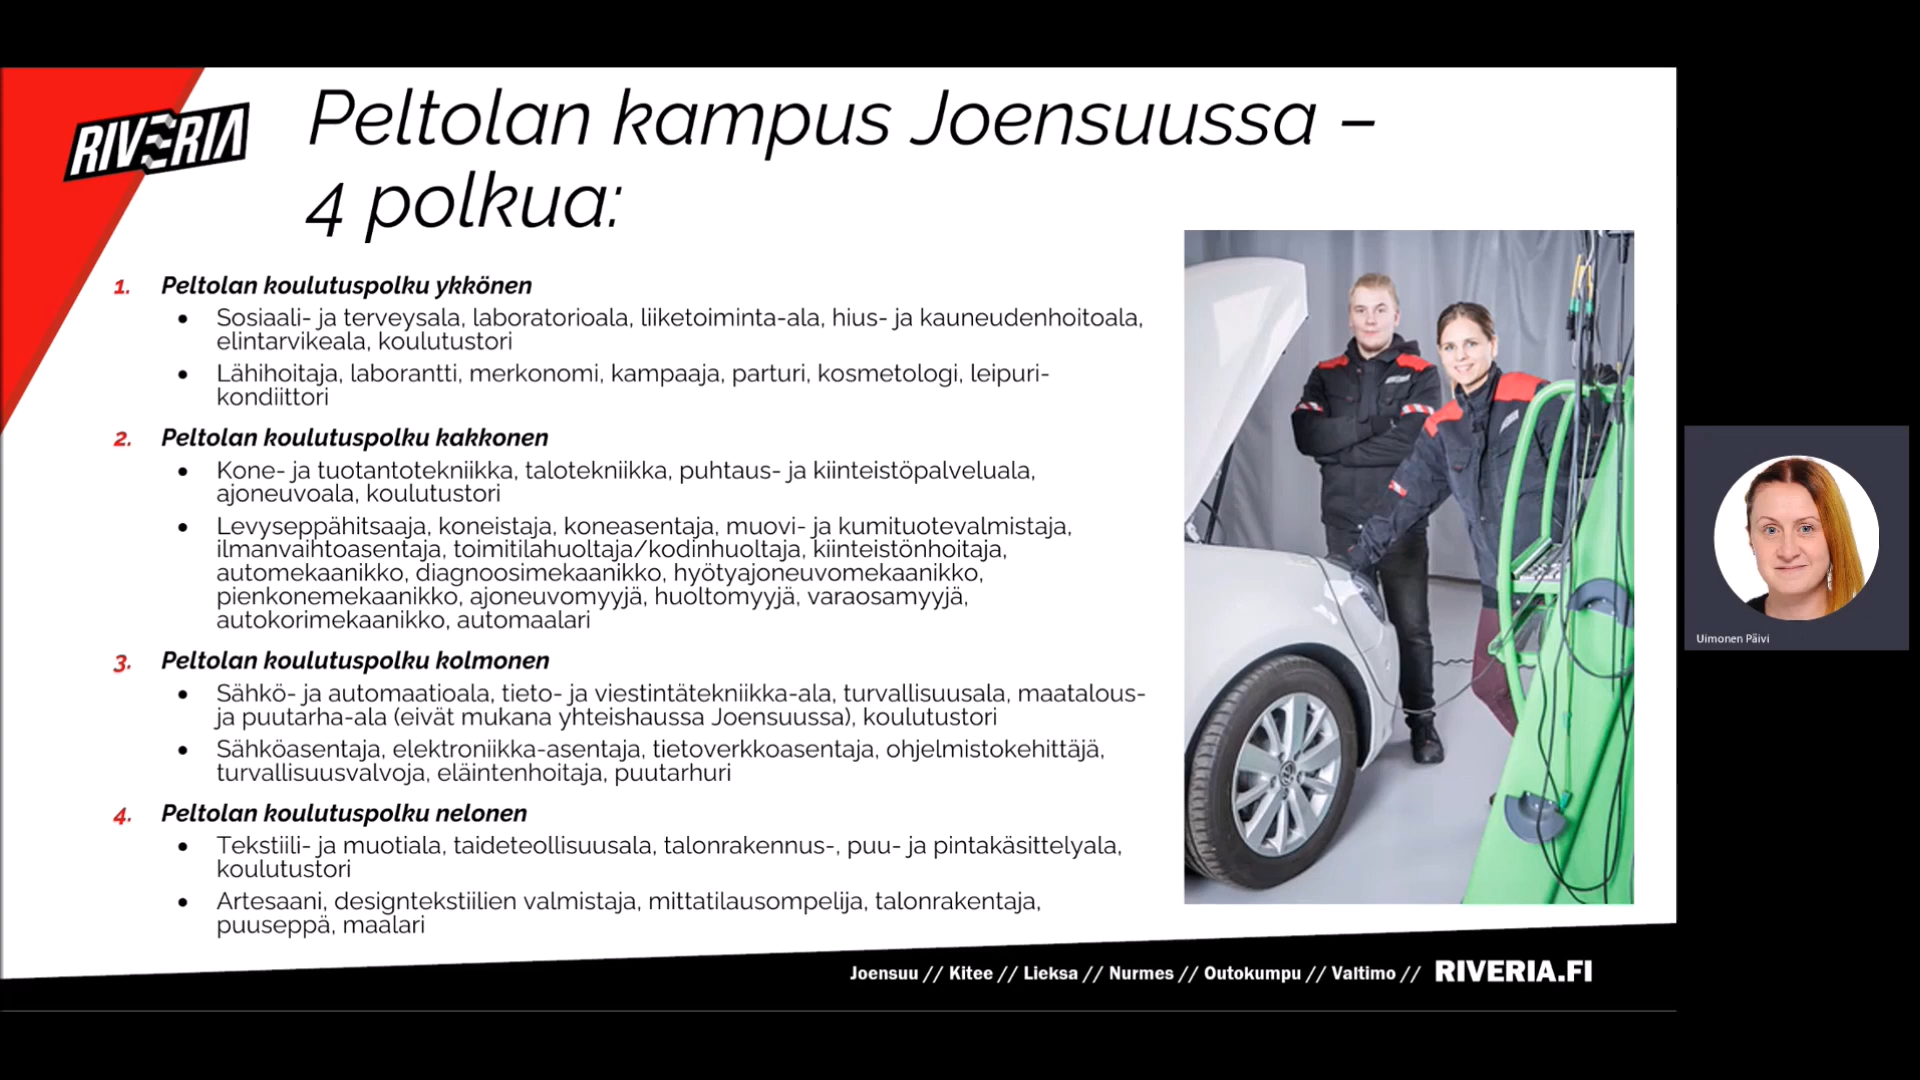 RIVERIA
Peltolan kampus Joensuussa –
4 polkua:
1. Peltolan koulutuspolku ykkönen
• Sosiaali- ja terveysala, laboratorioala, liiketoiminta-ala, hius- ja kauneudenhoitoala,
elintarvikeala, koulutustori
• Lähihoitaja, laborantti, merkonomi, kampaaja, parturi, kosmetologi, leipuri-
kondiittori
2. Peltolan koulutuspolku kakkonen
• Kone- ja tuotantotekniikka, talotekniikka, puhtaus- ja kiinteistöpalveluala,
ajoneuvoala, koulutustori
• Levyseppähitsaaja, koneistaja, koneasentaja, muovi- ja kumituotevalmistaja,
ilmanvaihtoasentaja, toimitilahuoltaja/kodinhuoltaja, kiinteistönhoitaja,
automekaanikko, diagnoosimekaanikko, hyötyajoneuvomekaanikko,
pienkonemekaanikko, ajoneuvomyyjä, huoltomyyjä, varaosamyyjä,
autokorimekaanikko, automaalari
3. Peltolan koulutuspolku kolmonen
• Sähkö- ja automaatioala, tieto- ja viestintätekniikka-ala, turvallisuusala, maatalous-
ja puutarha-ala (eivät mukana yhteishaussa Joensuussa), koulutustori
• Sähköasentaja, elektroniikka-asentaja, tietoverkkoasentaja, ohjelmistokehittäjä,
turvallisuusvalvoja, eläintenhoitaja, puutarhuri
4. Peltolan koulutuspolku nelonen
• Tekstiili- ja muotiala, taideteollisuusala, talonrakennus-, puu- ja pintakäsittelyala,
koulutustori
• Artesaani, designtekstiilien valmistaja, mittatilausompelija, talonrakentaja,
puuseppä, maalari
Uimonen Päivi
Joensuu // Kitee // Lieksa // Nurmes // Outokumpu // Valtimo // RIVERIA.FI